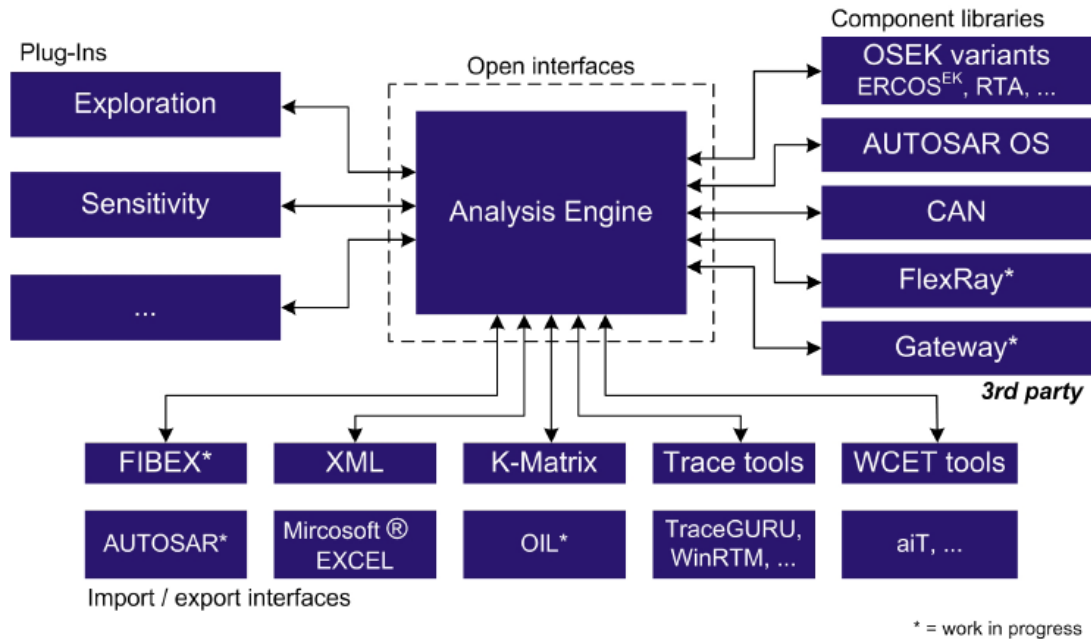 Component libraries
Plug-Ins
Open interfaces
Exploration
Sensitivity
...
Analysis Engine
OSEK variants
ERCOSEK, RTA, ...
AUTOSAR OS
CAN
FlexRay*
Gateway*
3rd party
FIBEX*
XML
K-Matrix
Trace tools
WCET tools
AUTOSAR*
Mircosoft ®
EXCEL
OIL*
TraceGURU,
WinRTM, ...
aiT, ...
Import / export interfaces
* = work in progress